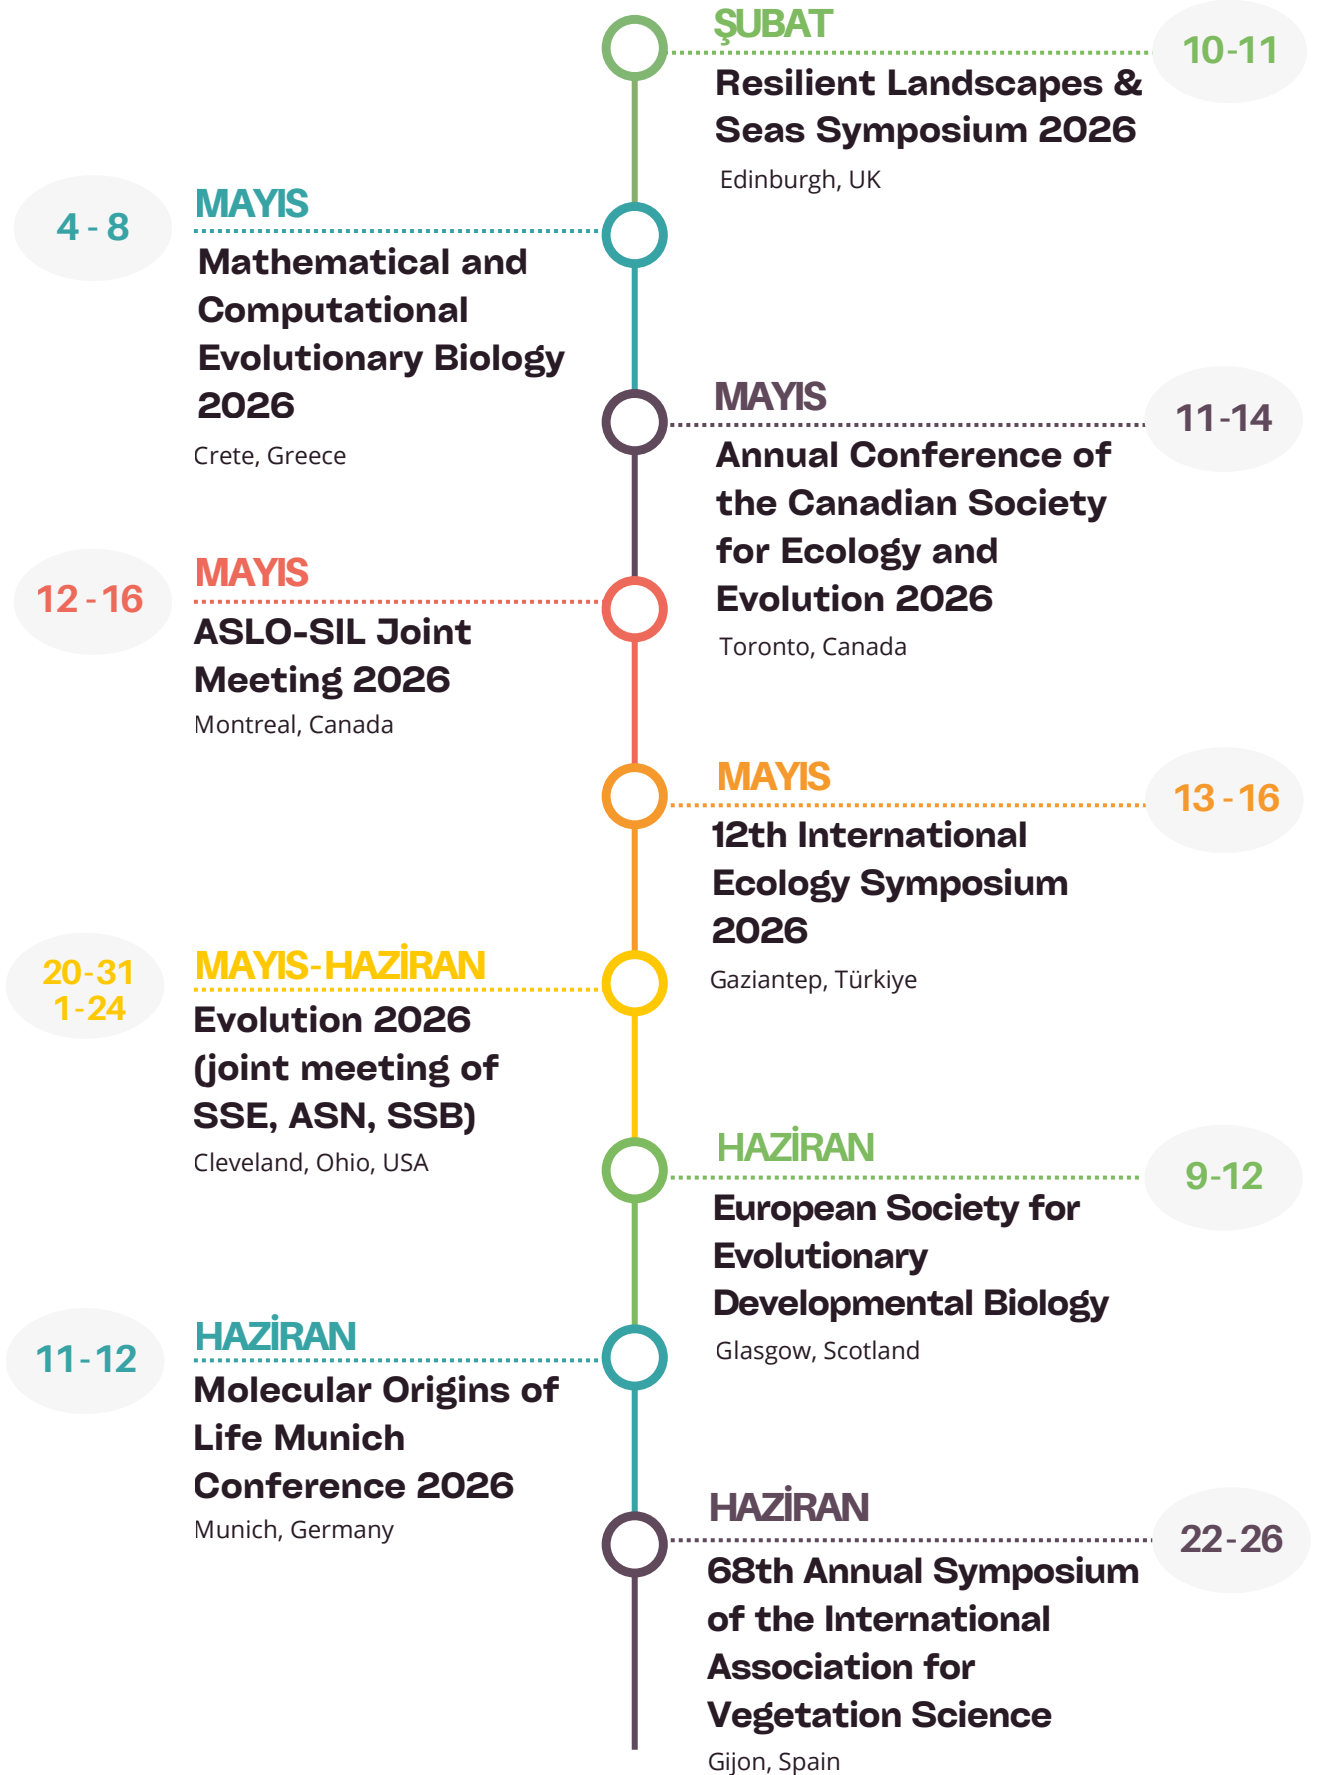 ŞUBAT
10-11
Resilient Landscapes &
Seas Symposium 2026
Edinburgh, UK
MAYIS
4 - 8
Mathematical and
Computational
Evolutionary Biology
2026
Crete, Greece
MAYIS
11-14
Annual Conference of
the Canadian Society
for Ecology and
Evolution 2026
Toronto, Canada
MAYIS
12 - 16
ASLO-SIL Joint
Meeting 2026
Montreal, Canada
MAYIS
13 - 16
12th International
Ecology Symposium
2026
Gaziantep, Türkiye
MAYIS-HAZİRAN
20-31
1-24
Evolution 2026
(joint meeting of
SSE, ASN, SSB)
Cleveland, Ohio, USA
HAZİRAN
9-12
European Society for
Evolutionary
Developmental Biology
Glasgow, Scotland
HAZİRAN
11-12
Molecular Origins of
Life Munich
Conference 2026
Munich, Germany
HAZİRAN
22-26
68th Annual Symposium
of the International
Association for
Vegetation Science
Gijon, Spain